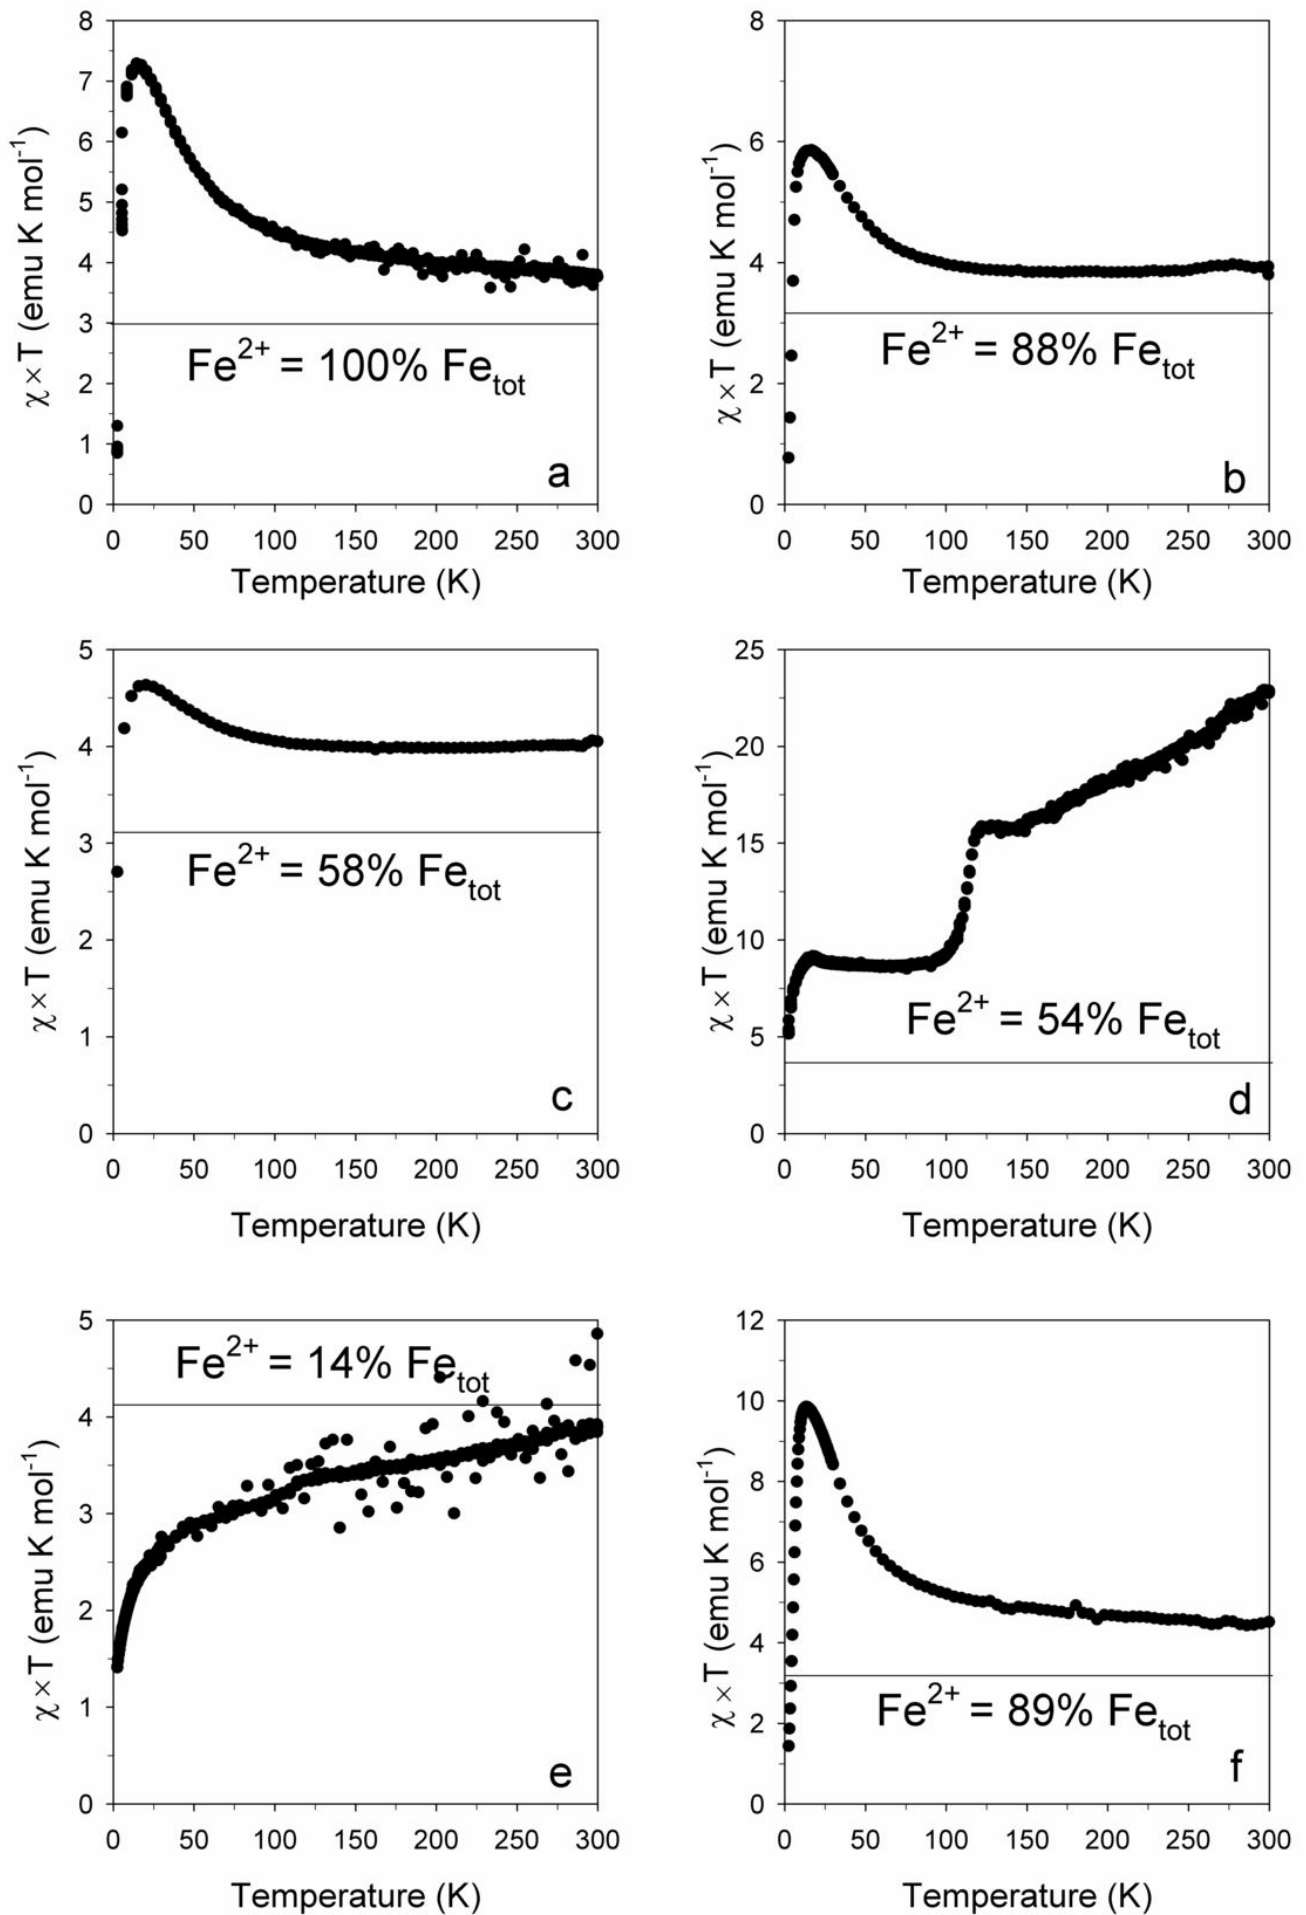 8
7
6
5
4
3
2
1
0
χ×T (emu K mol⁻¹)
Fe²⁺ = 100% Fe_tot
a
0 50 100 150 200 250 300
Temperature (K)
8
6
4
2
0
χ×T (emu K mol⁻¹)
Fe²⁺ = 88% Fe_tot
b
0 50 100 150 200 250 300
Temperature (K)
5
4
3
2
1
0
χ×T (emu K mol⁻¹)
Fe²⁺ = 58% Fe_tot
c
0 50 100 150 200 250 300
Temperature (K)
25
20
15
10
5
0
χ×T (emu K mol⁻¹)
Fe²⁺ = 54% Fe_tot
d
0 50 100 150 200 250 300
Temperature (K)
5
4
3
2
1
0
χ×T (emu K mol⁻¹)
Fe²⁺ = 14% Fe_tot
e
0 50 100 150 200 250 300
Temperature (K)
12
10
8
6
4
2
0
χ×T (emu K mol⁻¹)
Fe²⁺ = 89% Fe_tot
f
0 50 100 150 200 250 300
Temperature (K)